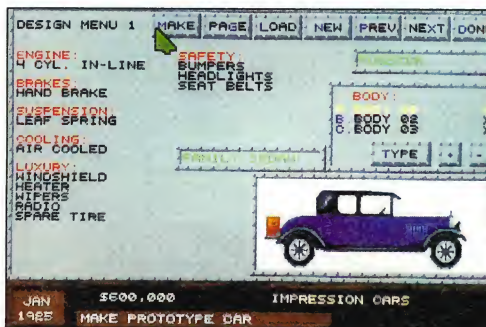 DESIGN MENU 1 MAKE PAGE LOAD NEW PREV NEXT DONE
ENGINE:
4 CYL. IN-LINE
BRAKES:
HAND BRAKE
SUSPENSION:
LEAF SPRING
COOLING:
AIR COOLED
LUXURY:
WINDSHIELD
HEATER
WIPERS
RADIO
SPARE TIRE
SAFETY:
BUMPERS
HEADLIGHTS
SEAT BELTS
FAMILY SEDAN
BODY:
B. BODY 02
C. BODY 03
TYPE + -
JAN
1925
$600,000 IMPRESSION CARS
MAKE PROTOTYPE CAR